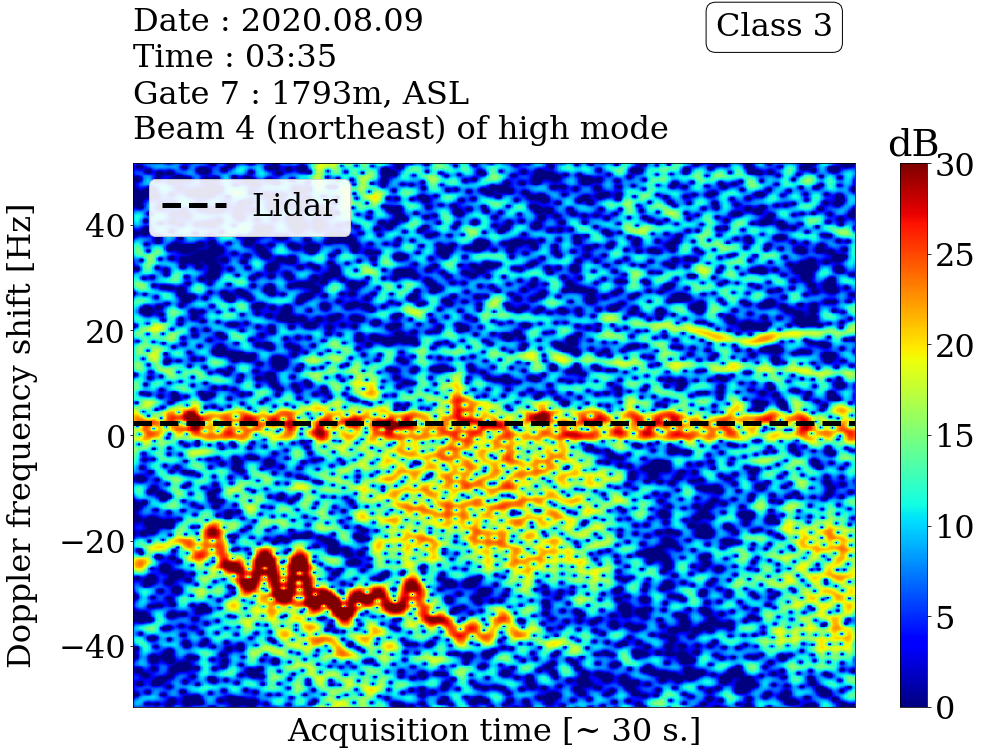 Date : 2020.08.09
Time : 03:35
Gate 7 : 1793m, ASL
Beam 4 (northeast) of high mode
Class 3
dB
Lidar
Doppler frequency shift [Hz]
40
20
0
−20
−40
30
25
20
15
10
5
0
Acquisition time [~ 30 s.]